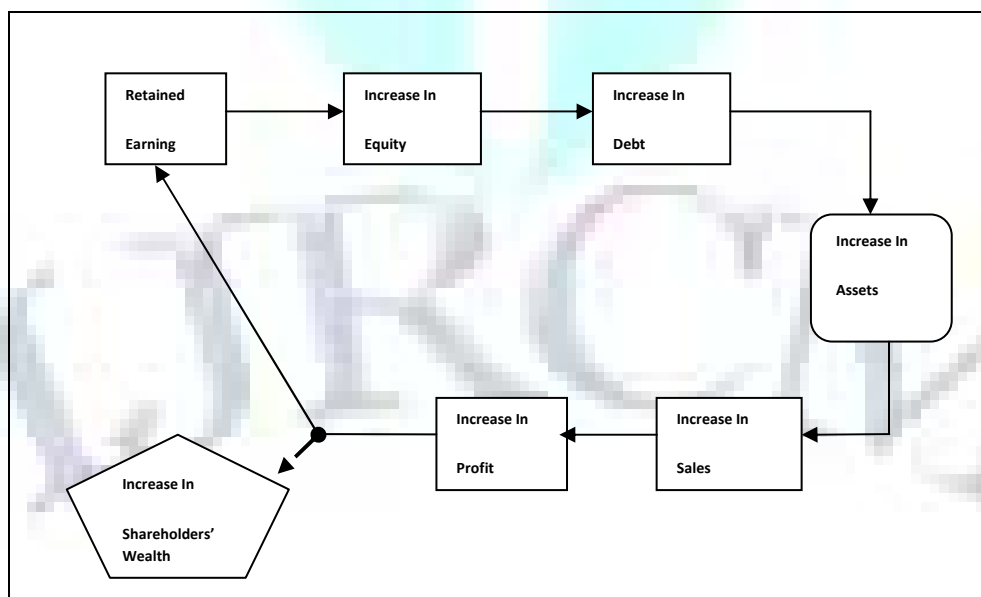 Retained
Earning
Increase In
Equity
Increase In
Debt
Increase In
Assets
Increase In
Sales
Increase In
Profit
Increase In
Shareholders’
Wealth